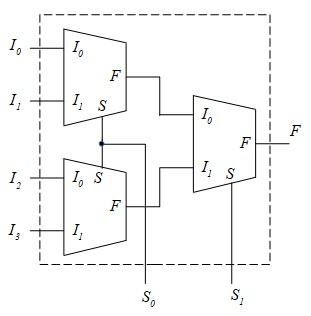 I₀ I₀
F
I₁ I₁ S
I₀
F F
I₁ S
I₂ I₀ S
F
I₃ I₁
S₀ S₁